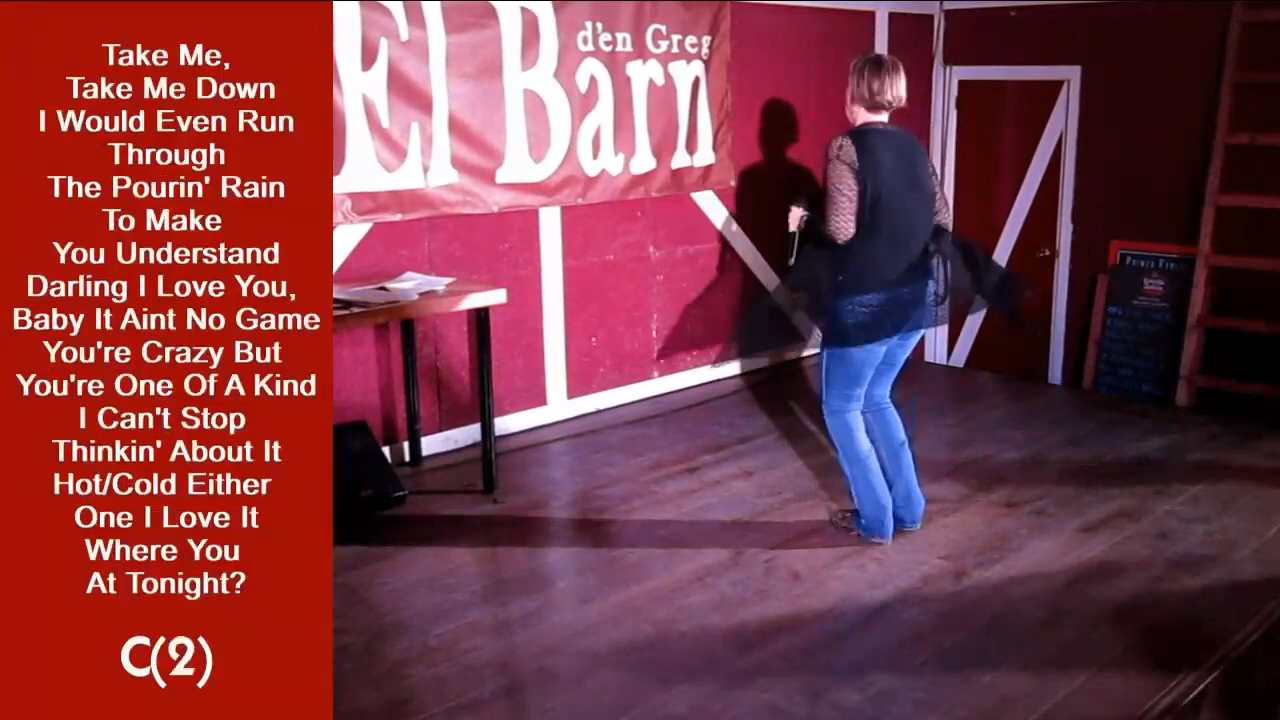 Take Me,
Take Me Down
I Would Even Run
Through
The Pourin' Rain
To Make
You Understand
Darling I Love You,
Baby It Aint No Game
You're Crazy But
You're One Of A Kind
I Can't Stop
Thinkin' About It
Hot/Cold Either
One I Love It
Where You
At Tonight?
C(2)
d'en Greg
El Barn